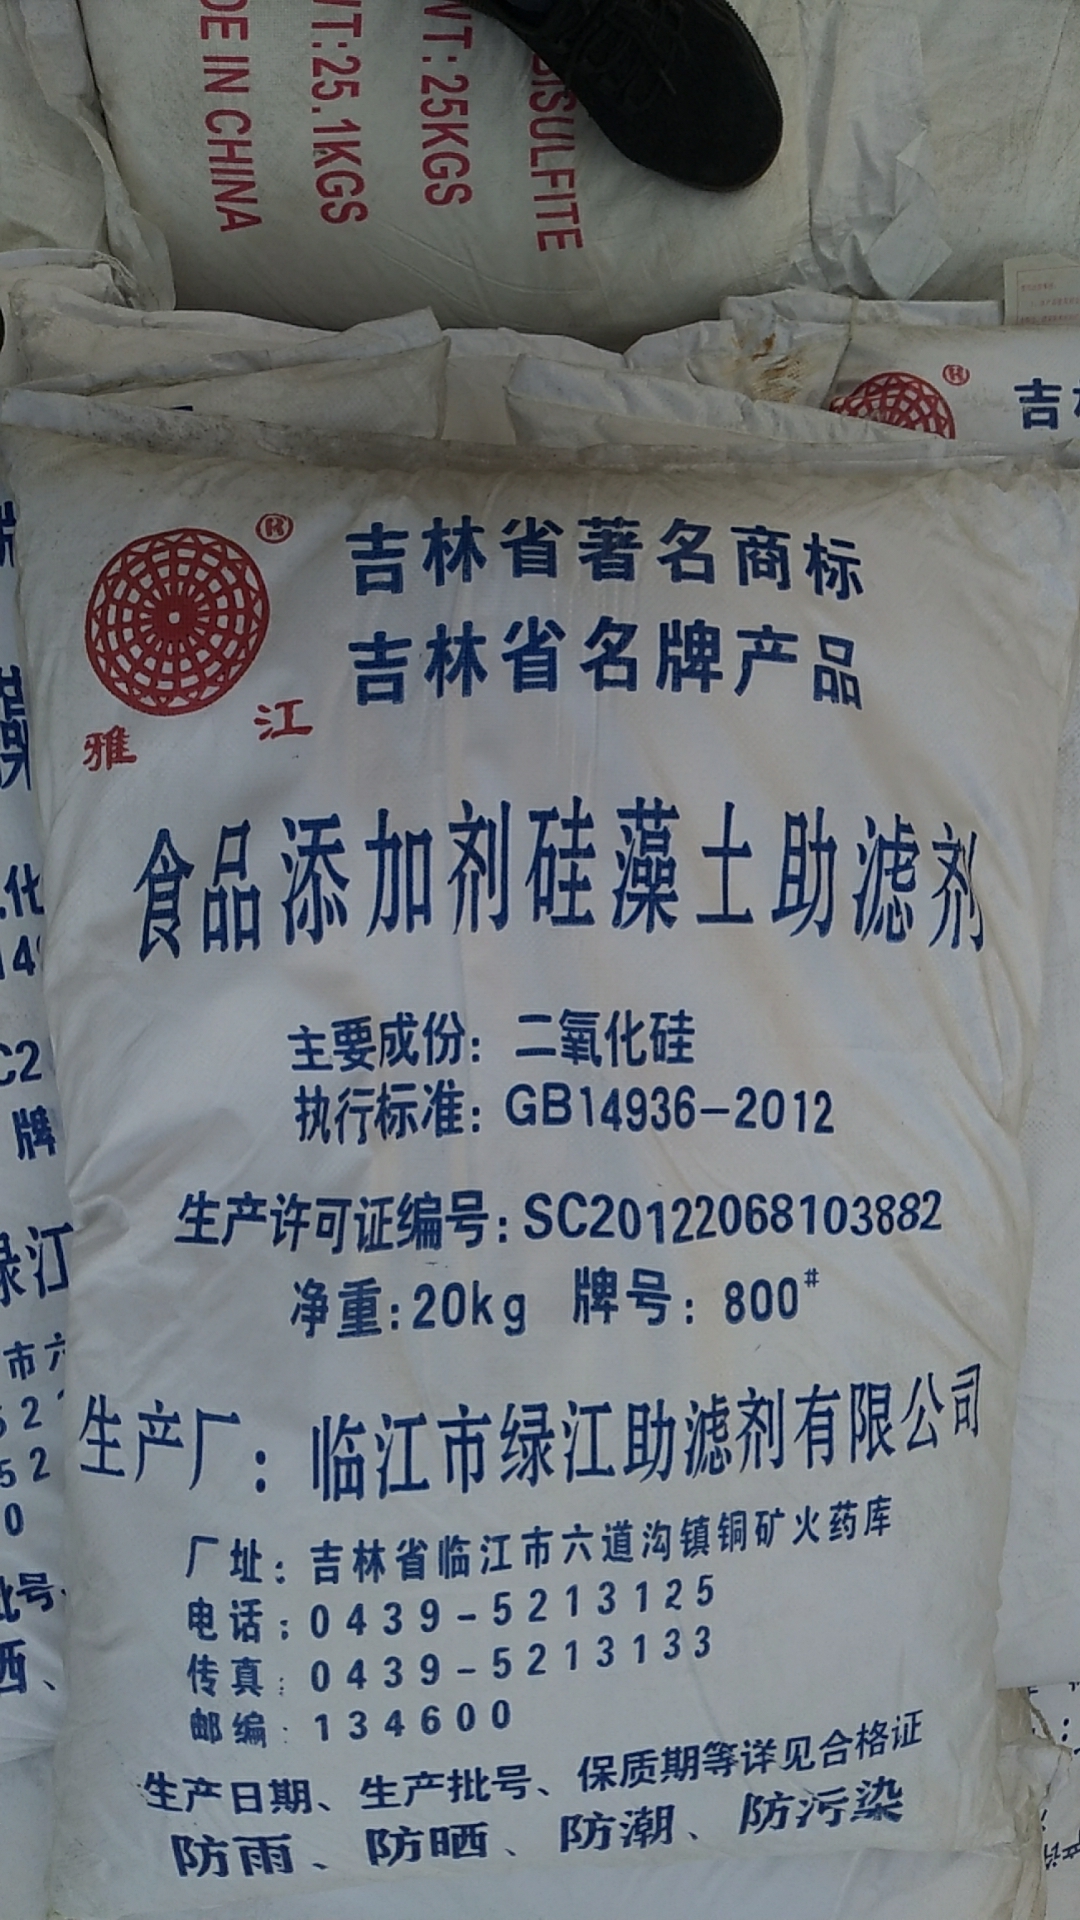 DE IN CHINA
WT:25.1KGS
WT:25KGS
BISULFITE
吉
®
吉林省著名商标
吉林省名牌产品
雅江
食品添加剂硅藻土助滤剂
主要成份：二氧化硅
执行标准：GB14936-2012
生产许可证编号：SC20122068103882
净重：20kg 牌号：800#
生产厂：临江市绿江助滤剂有限公司
厂址：吉林省临江市六道沟镇铜矿火药库
电话：0439-5213125
传真：0439-5213133
邮编：134600
生产日期、生产批号、保质期等详见合格证
防雨、防晒、防潮、防污染